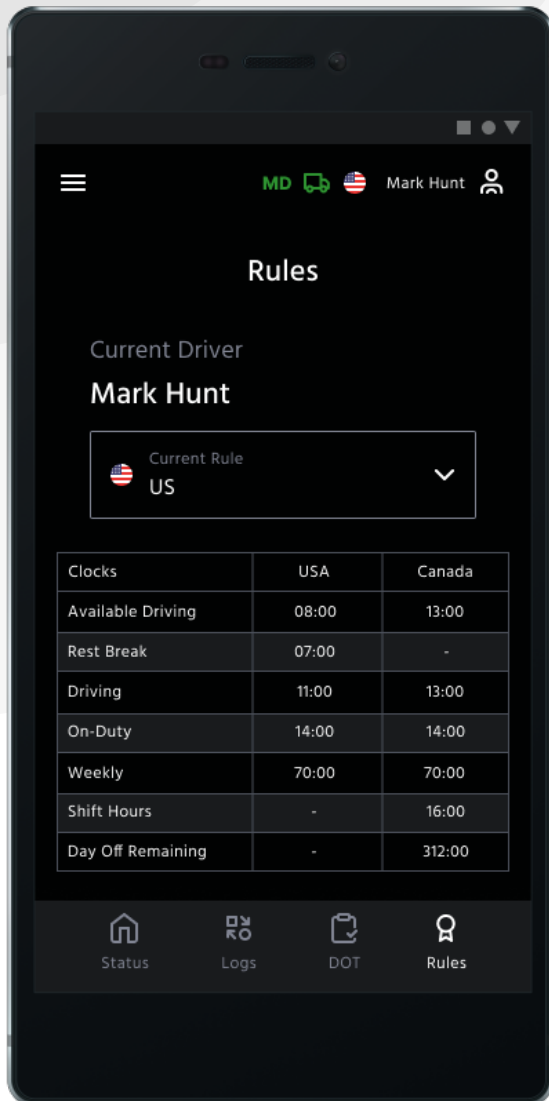 MD Mark Hunt
Rules
Current Driver
Mark Hunt
Current Rule
US
Clocks USA Canada
Available Driving 08:00 13:00
Rest Break 07:00 -
Driving 11:00 13:00
On-Duty 14:00 14:00
Weekly 70:00 70:00
Shift Hours - 16:00
Day Off Remaining - 312:00
Status Logs DOT Rules